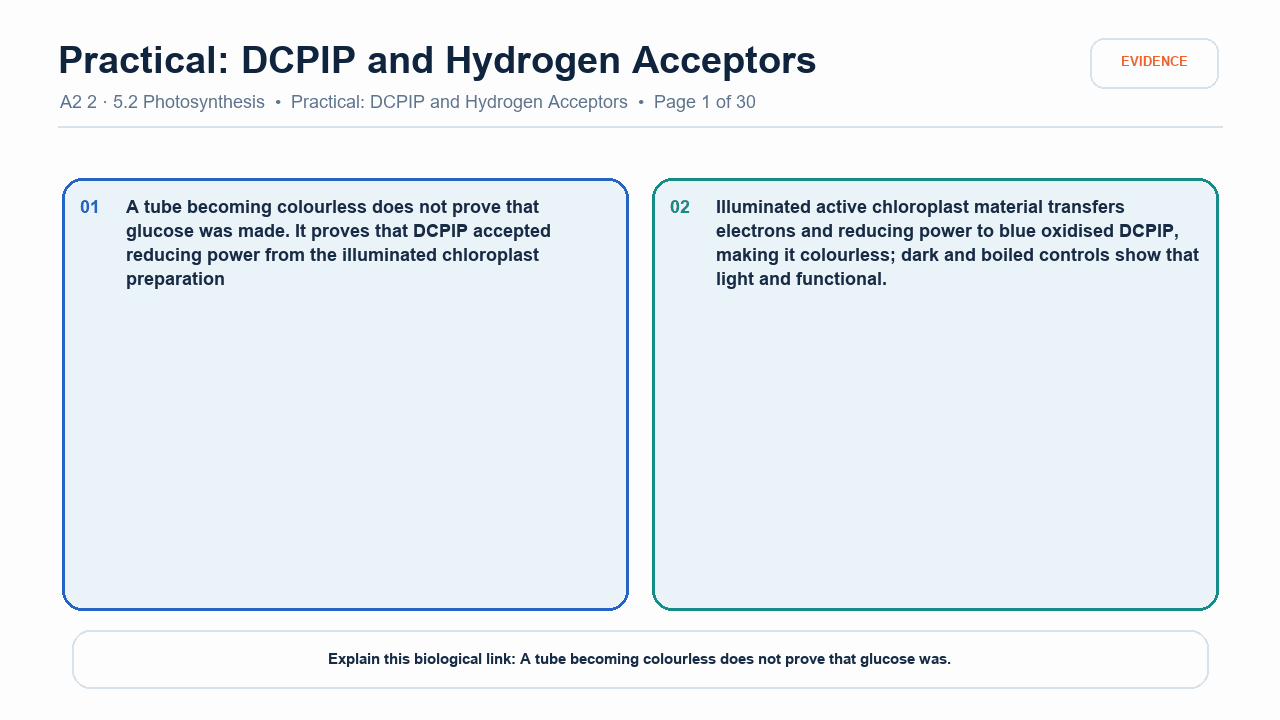 Practical: DCPIP and Hydrogen Acceptors
EVIDENCE
A2 2 · 5.2 Photosynthesis • Practical: DCPIP and Hydrogen Acceptors • Page 1 of 30
01
A tube becoming colourless does not prove that
glucose was made. It proves that DCPIP accepted
reducing power from the illuminated chloroplast
preparation
02
Illuminated active chloroplast material transfers
electrons and reducing power to blue oxidised DCPIP,
making it colourless; dark and boiled controls show that
light and functional.
Explain this biological link: A tube becoming colourless does not prove that glucose was.